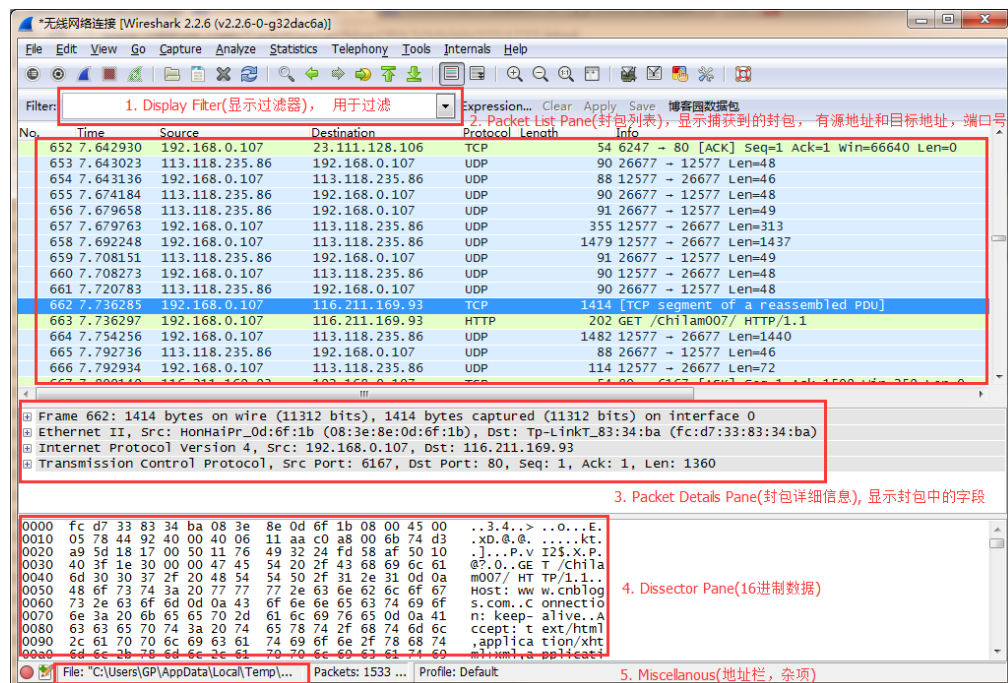 *无线网络连接 [Wireshark 2.2.6 (v2.2.6-0-g32dac6a)]
File Edit View Go Capture Analyze Statistics Telephony Tools Internals Help
Filter: 1. Display Filter(显示过滤器)， 用于过滤 Expression... Clear Apply Save 博客园数据包
2. Packet List Pane(封包列表)，显示捕获到的封包， 有源地址和目标地址，端口号
No. Time Source Destination Protocol Length Info
652 7.642930 192.168.0.107 23.111.128.106 TCP 54 6247 → 80 [ACK] Seq=1 Ack=1 Win=66640 Len=0
653 7.643023 113.118.235.86 192.168.0.107 UDP 90 26677 → 12577 Len=48
654 7.643136 192.168.0.107 113.118.235.86 UDP 88 12577 → 26677 Len=46
655 7.674184 113.118.235.86 192.168.0.107 UDP 90 26677 → 12577 Len=48
656 7.679658 113.118.235.86 192.168.0.107 UDP 91 26677 → 12577 Len=49
657 7.679763 192.168.0.107 113.118.235.86 UDP 355 12577 → 26677 Len=313
658 7.692248 192.168.0.107 113.118.235.86 UDP 1479 12577 → 26677 Len=1437
659 7.708151 113.118.235.86 192.168.0.107 UDP 91 26677 → 12577 Len=49
660 7.708273 192.168.0.107 113.118.235.86 UDP 90 12577 → 26677 Len=48
661 7.720783 113.118.235.86 192.168.0.107 UDP 90 26677 → 12577 Len=48
662 7.736285 192.168.0.107 116.211.169.93 TCP 1414 [TCP segment of a reassembled PDU]
663 7.736297 192.168.0.107 116.211.169.93 HTTP 202 GET /Chilam007/ HTTP/1.1
664 7.754256 192.168.0.107 113.118.235.86 UDP 1482 12577 → 26677 Len=1440
665 7.792736 113.118.235.86 192.168.0.107 UDP 88 26677 → 12577 Len=46
666 7.792934 192.168.0.107 113.118.235.86 UDP 114 12577 → 26677 Len=72
Frame 662: 1414 bytes on wire (11312 bits), 1414 bytes captured (11312 bits) on interface 0
Ethernet II, Src: HonHaiPr_0d:6f:1b (08:3e:8e:0d:6f:1b), Dst: Tp-LinkT_83:34:ba (fc:d7:33:83:34:ba)
Internet Protocol Version 4, Src: 192.168.0.107, Dst: 116.211.169.93
Transmission Control Protocol, Src Port: 6167, Dst Port: 80, Seq: 1, Ack: 1, Len: 1360
3. Packet Details Pane(封包详细信息), 显示封包中的字段
0000 fc d7 33 83 34 ba 08 3e 8e 0d 6f 1b 08 00 45 00 ..3.4..> ..o...E.
0010 05 78 44 92 40 00 40 06 11 aa c0 a8 00 6b 74 d3 .xD.@.@. .....kt.
0020 a9 5d 18 17 00 50 11 76 49 32 24 fd 58 af 50 10 .]...P.v I2$.X.P.
0030 40 3f 1e 30 00 00 47 45 54 20 2f 43 68 69 6c 61 @?.0..GE T /Chila
0040 6d 30 30 37 2f 20 48 54 54 50 2f 31 2e 31 0d 0a m007/ HT TP/1.1..
0050 48 6f 73 74 3a 20 77 77 77 2e 63 6e 62 6c 6f 67 Host: ww w.cnblog
0060 73 2e 63 6f 6d 0d 0a 43 6f 6e 6e 65 63 74 69 6f s.com..C onnectio
0070 6e 3a 20 6b 65 65 70 2d 61 6c 69 76 65 0d 0a 41 n: keep- alive..A
0080 63 63 65 70 74 3a 20 74 65 78 74 2f 68 74 6d 6c ccept: t ext/html
0090 2c 61 70 70 6c 69 63 61 74 69 6f 6e 2f 78 68 74 ,applica tion/xht
00a0 6d 6c 2b 78 6d 6c 2c 61 70 70 6c 69 63 61 74 69 ml+xml,a pplicati
4. Dissector Pane(16进制数据)
File: "C:\Users\GP\AppData\Local\Temp\... Packets: 1533 ... Profile: Default
5. Miscellanous(地址栏，杂项)